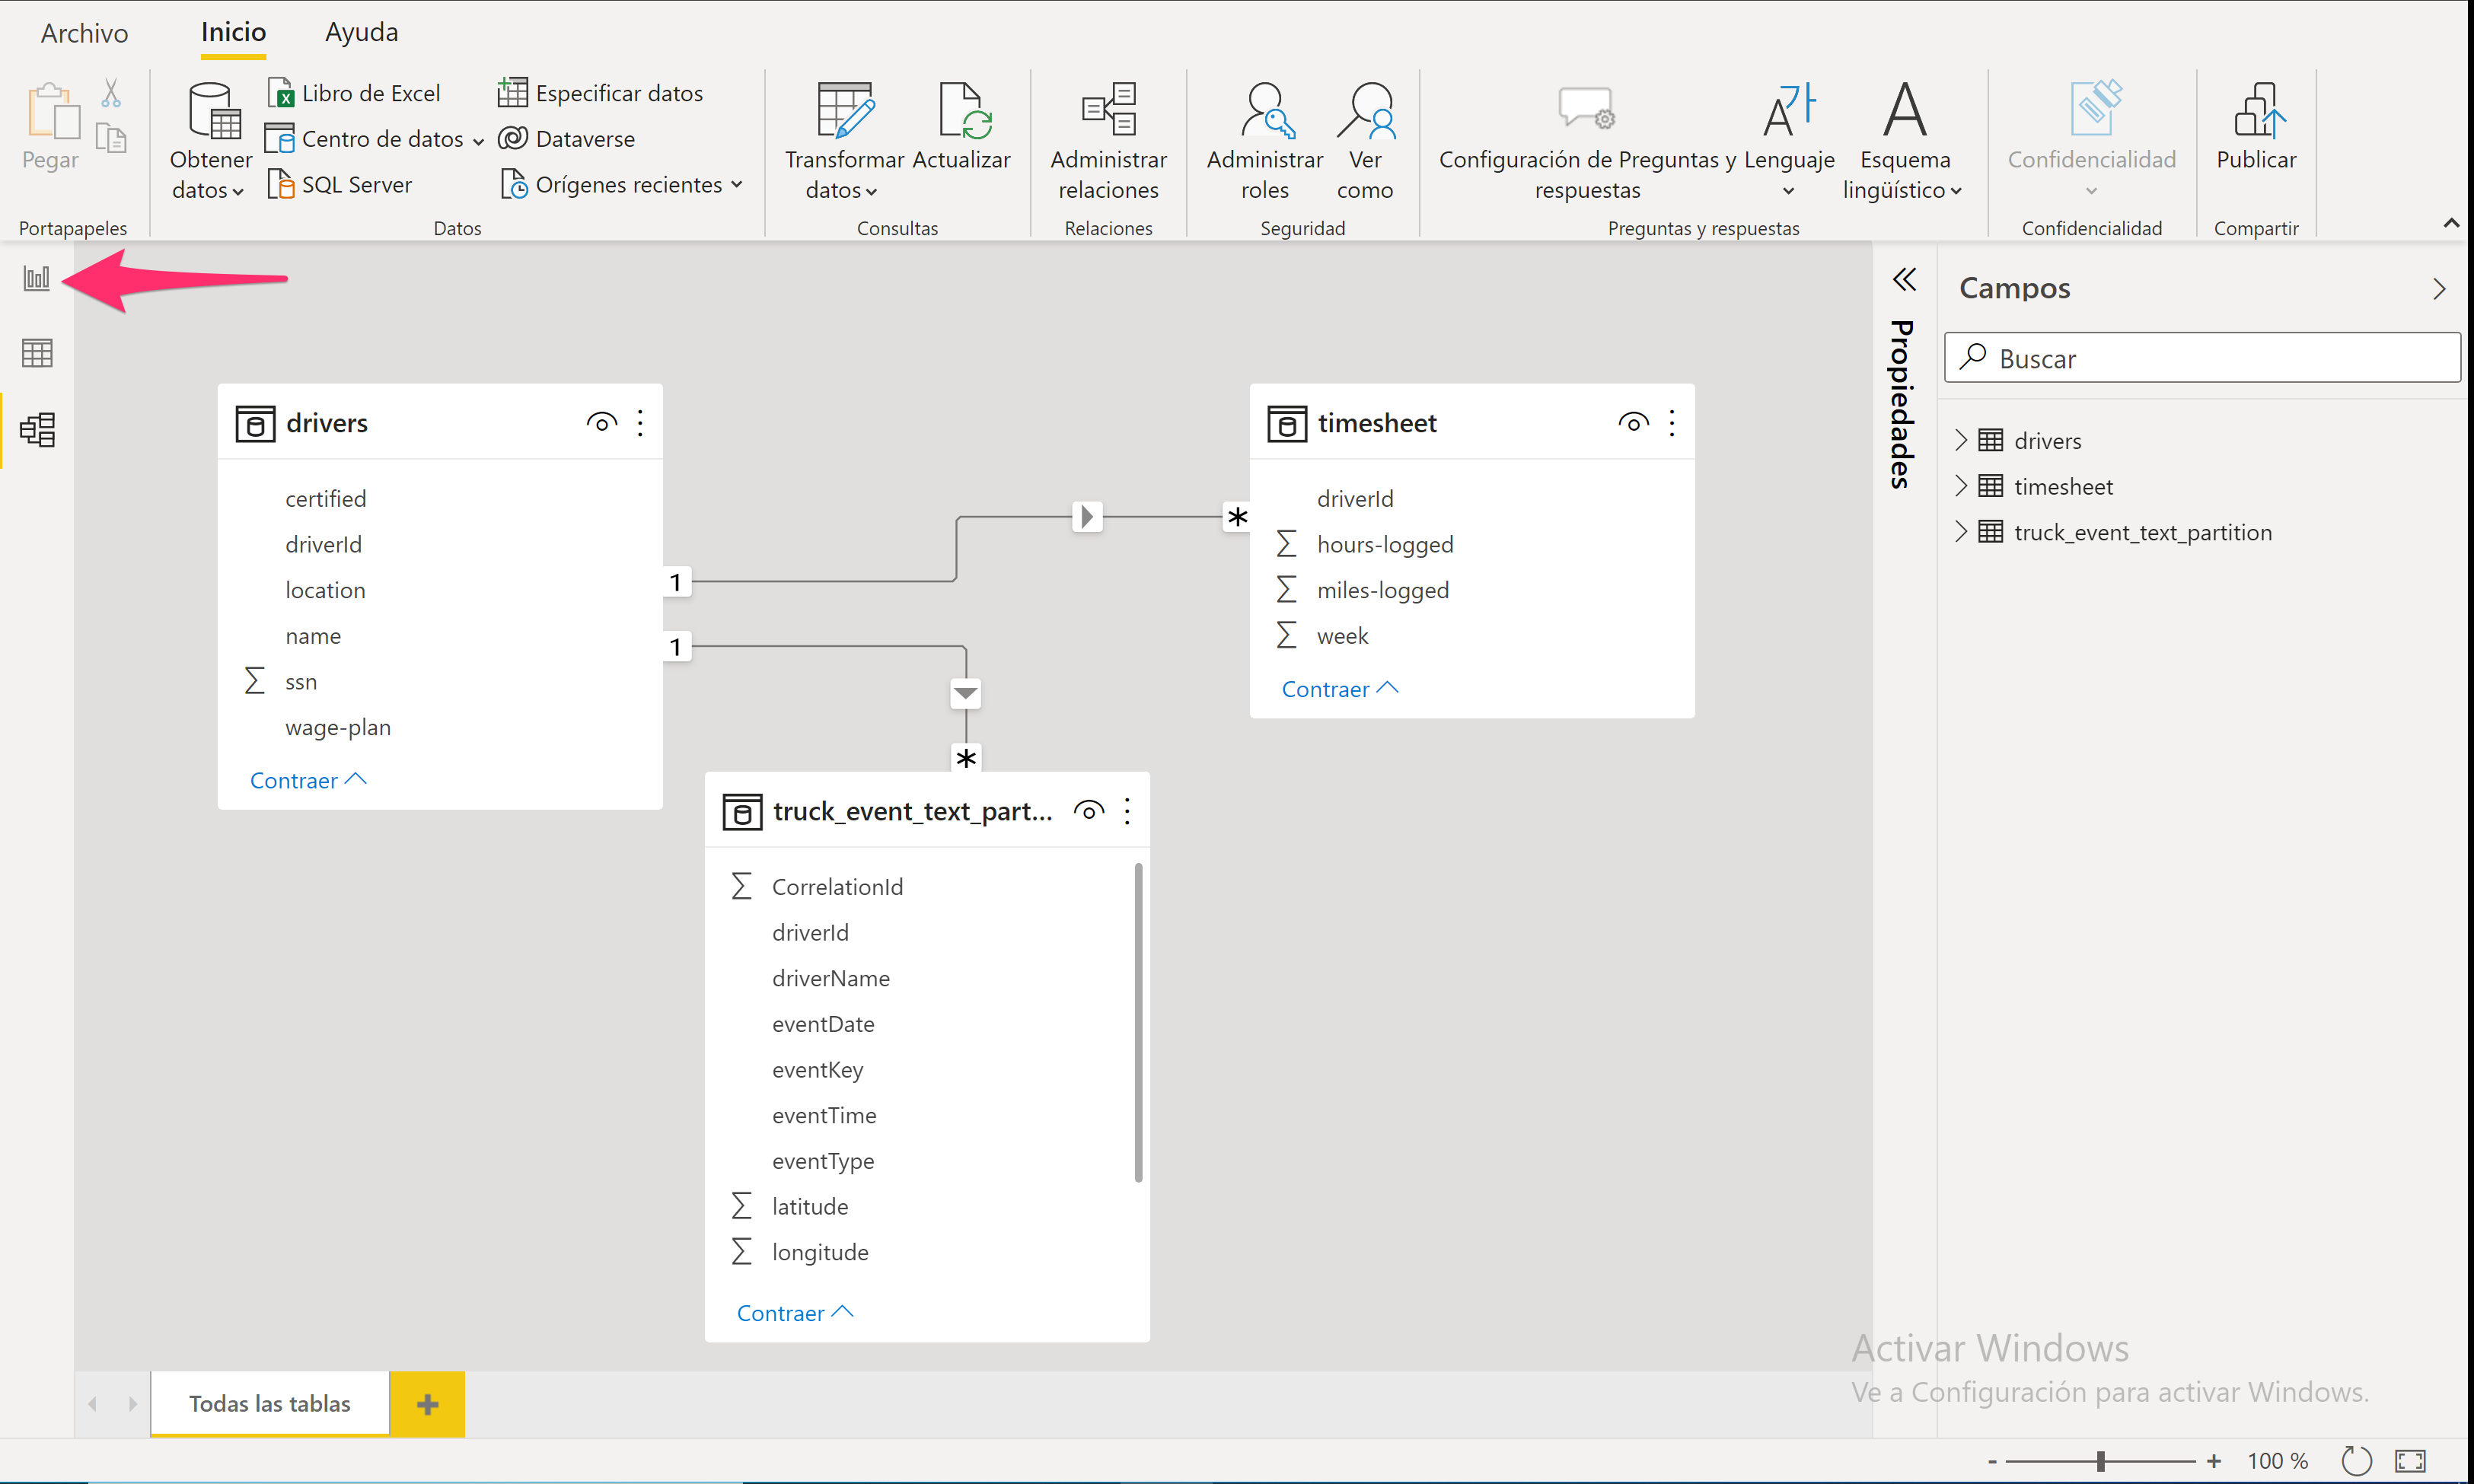 Archivo
Inicio
Ayuda
Pegar
Portapapeles
Obtener
datos
Libro de Excel
Centro de datos
SQL Server
Especificar datos
Dataverse
Orígenes recientes
Datos
Transformar
datos
Actualizar
Consultas
Administrar
relaciones
Relaciones
Administrar
roles
Ver
como
Seguridad
Configuración de Preguntas y
respuestas
Lenguaje
Esquema
lingüístico
Preguntas y respuestas
Confidencialidad
Confidencialidad
Publicar
Compartir
drivers
certified
driverId
location
name
ssn
wage-plan
Contraer
1
1
*
*
timesheet
driverId
hours-logged
miles-logged
week
Contraer
truck_event_text_part...
CorrelationId
driverId
driverName
eventDate
eventKey
eventTime
eventType
latitude
longitude
Contraer
Propiedades
Campos
Buscar
drivers
timesheet
truck_event_text_partition
Activar Windows
Ve a Configuración para activar Windows.
Todas las tablas
- + 100 %